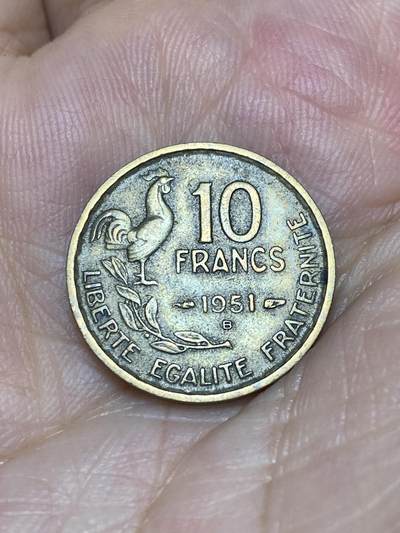 10
FRANCS
1951
B
LIBERTE EGALITE FRATERNITE